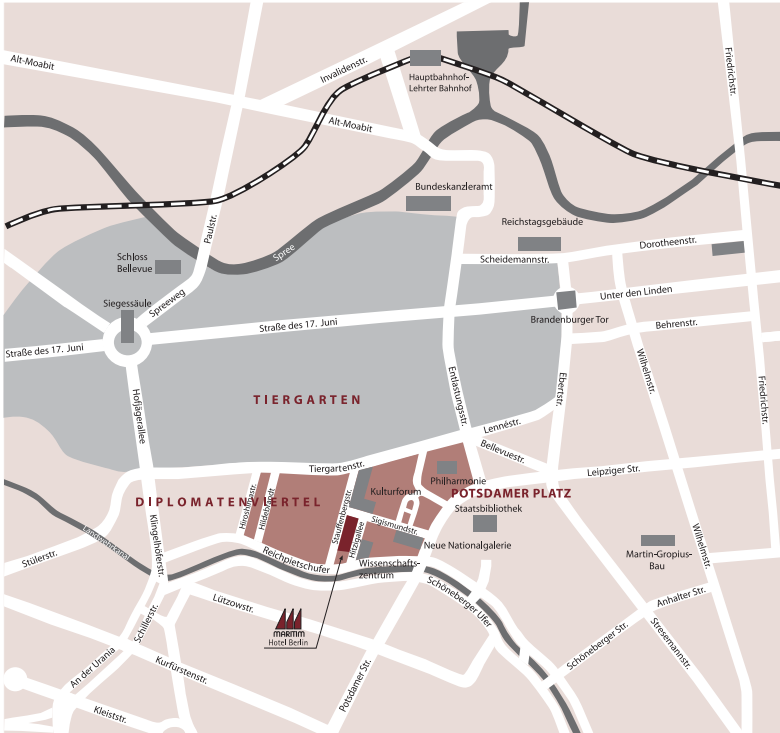 Alt-Moabit
Invalidenstr.
Hauptbahnhof-
Lehrter Bahnhof
Friedrichstr.
Alt-Moabit
Bundeskanzleramt
Reichstagsgebäude
Paulstr.
Spree
Dorotheenstr.
Schloss
Bellevue
Scheidemannstr.
Spreeweg
Siegessäule
Unter den Linden
Straße des 17. Juni
Brandenburger Tor
Behrenstr.
Straße des 17. Juni
Wilhelmstr.
Entlastungsstr.
Ebertstr.
Friedrichstr.
Hofjägerallee
TIERGARTEN
Lennéstr.
Bellevuestr.
Tiergartenstr.
Leipziger Str.
Philharmonie
Kulturforum
POTSDAMER PLATZ
DIPLOMATENVIERTEL
Staatsbibliothek
Hiroshimastr.
Hildebrandt
Stauffenbergstr.
Hitzigallee
Sigismundstr.
Klingelhöferstr.
Landwehrkanal
Neue Nationalgalerie
Wilhelmstr.
Martin-Gropius-
Bau
Stülerstr.
Reichpietschufer
Wissenschafts-
zentrum
Schöneberger Ufer
Lützowstr.
Schillerstr.
Anhalter Str.
MARITIM
Hotel Berlin
Schöneberger Str.
Stresemannstr.
An der Urania
Kurfürstenstr.
Potsdamer Str.
Kleiststr.